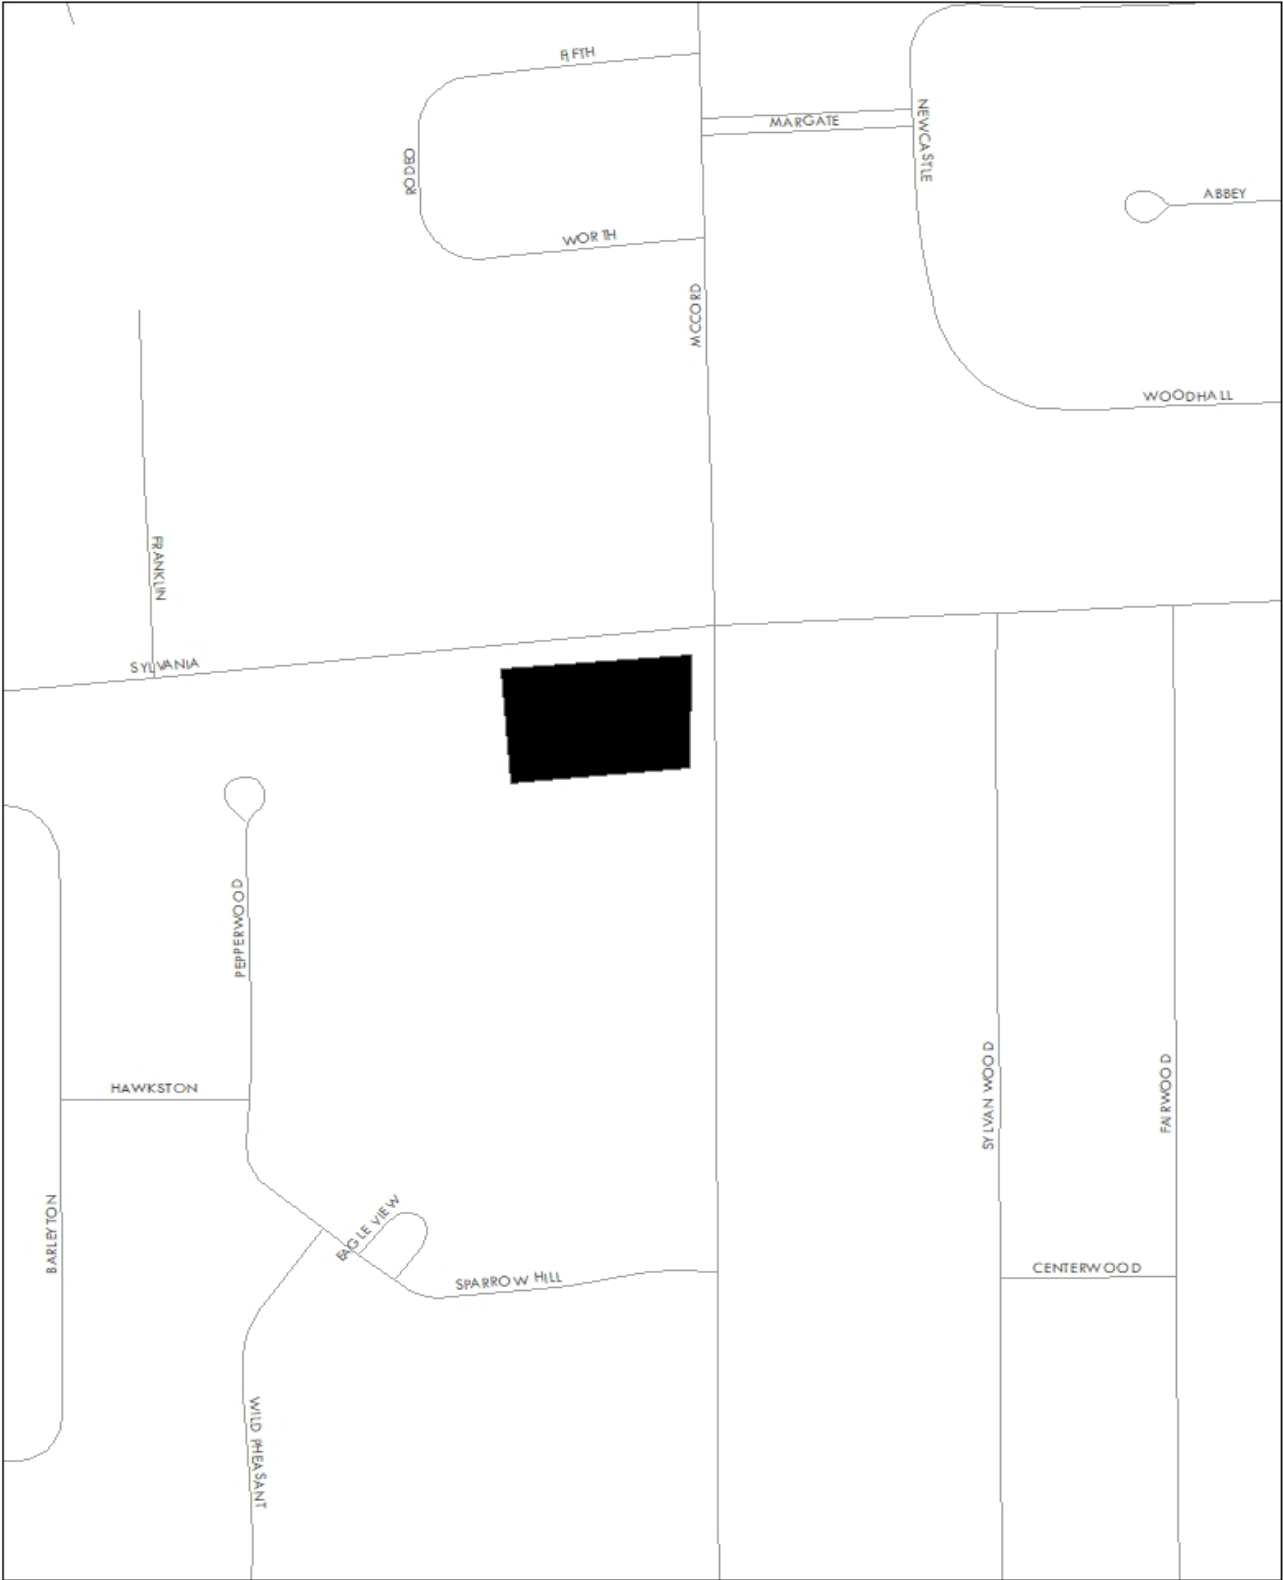 FIFTH
MARGATE
NEWCASTLE
RODEO
ABBEY
WORTH
MCCORD
WOODHALL
FRANKLIN
SYLVANIA
PEPPERWOOD
SYLVAN WOOD
FAIRWOOD
HAWKSTON
BARLEYTON
EAGLE VIEW
SPARROW HILL
CENTERWOOD
WILD PHEASANT